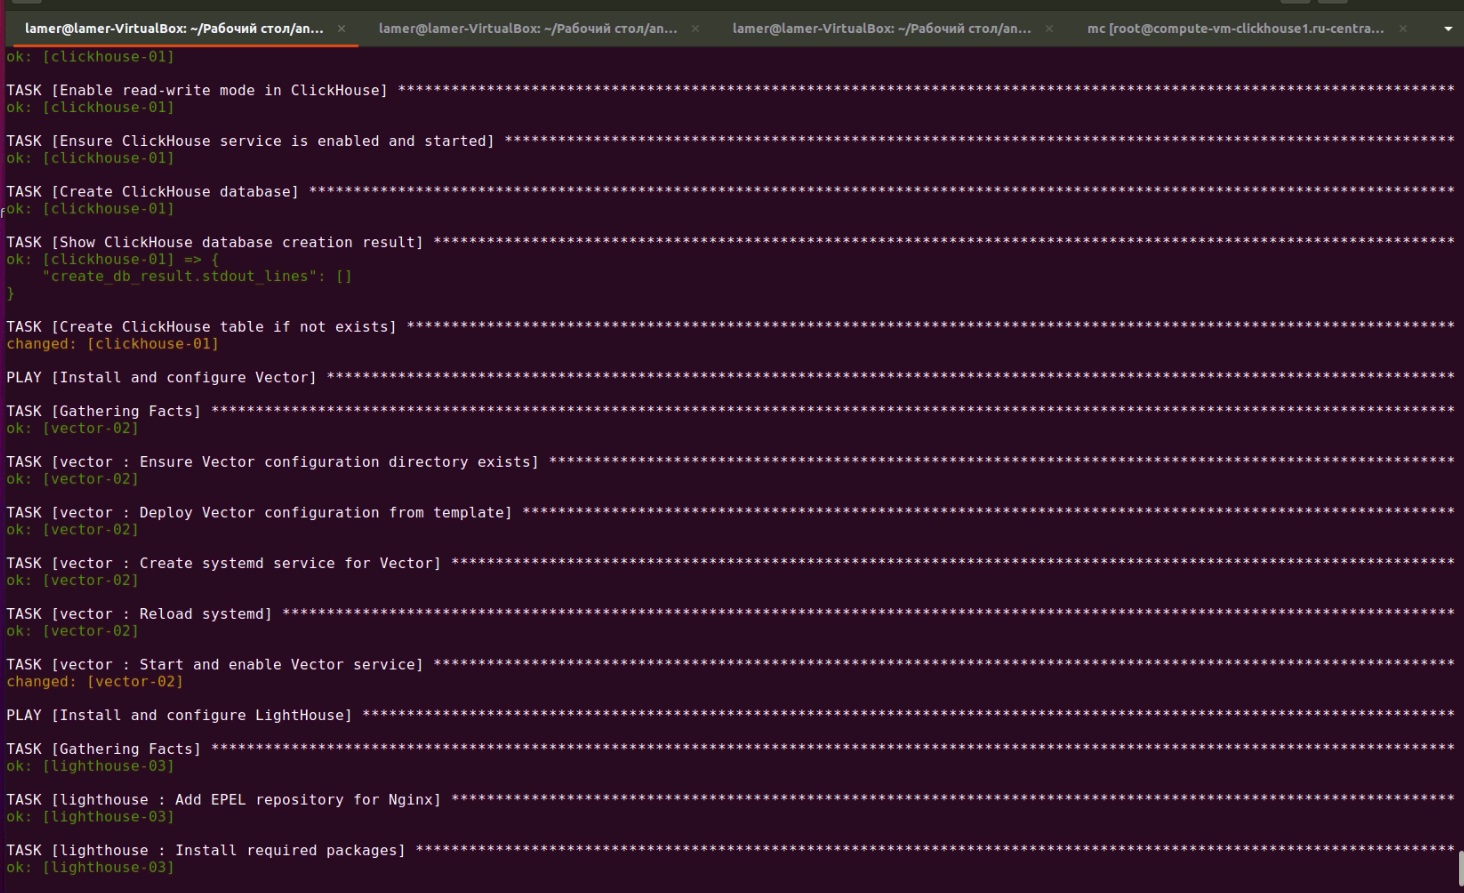 lamer@lamer-VirtualBox: ~/Рабочий стол/an... × lamer@lamer-VirtualBox: ~/Рабочий стол/an... × lamer@lamer-VirtualBox: ~/Рабочий стол/an... × mc [root@compute-vm-clickhouse1.ru-centra... ×
ok: [clickhouse-01]
TASK [Enable read-write mode in ClickHouse] ***********************************************************************************************************************
ok: [clickhouse-01]
TASK [Ensure ClickHouse service is enabled and started] ***********************************************************************************************************
ok: [clickhouse-01]
TASK [Create ClickHouse database] *********************************************************************************************************************************
ok: [clickhouse-01]
TASK [Show ClickHouse database creation result] *******************************************************************************************************************
ok: [clickhouse-01] => {
    "create_db_result.stdout_lines": []
}
TASK [Create ClickHouse table if not exists] **********************************************************************************************************************
changed: [clickhouse-01]
PLAY [Install and configure Vector] *******************************************************************************************************************************
TASK [Gathering Facts] ********************************************************************************************************************************************
ok: [vector-02]
TASK [vector : Ensure Vector configuration directory exists] ******************************************************************************************************
ok: [vector-02]
TASK [vector : Deploy Vector configuration from template] *********************************************************************************************************
ok: [vector-02]
TASK [vector : Create systemd service for Vector] *****************************************************************************************************************
ok: [vector-02]
TASK [vector : Reload systemd] ************************************************************************************************************************************
ok: [vector-02]
TASK [vector : Start and enable Vector service] *******************************************************************************************************************
changed: [vector-02]
PLAY [Install and configure LightHouse] ***************************************************************************************************************************
TASK [Gathering Facts] ********************************************************************************************************************************************
ok: [lighthouse-03]
TASK [lighthouse : Add EPEL repository for Nginx] *****************************************************************************************************************
ok: [lighthouse-03]
TASK [lighthouse : Install required packages] *********************************************************************************************************************
ok: [lighthouse-03]